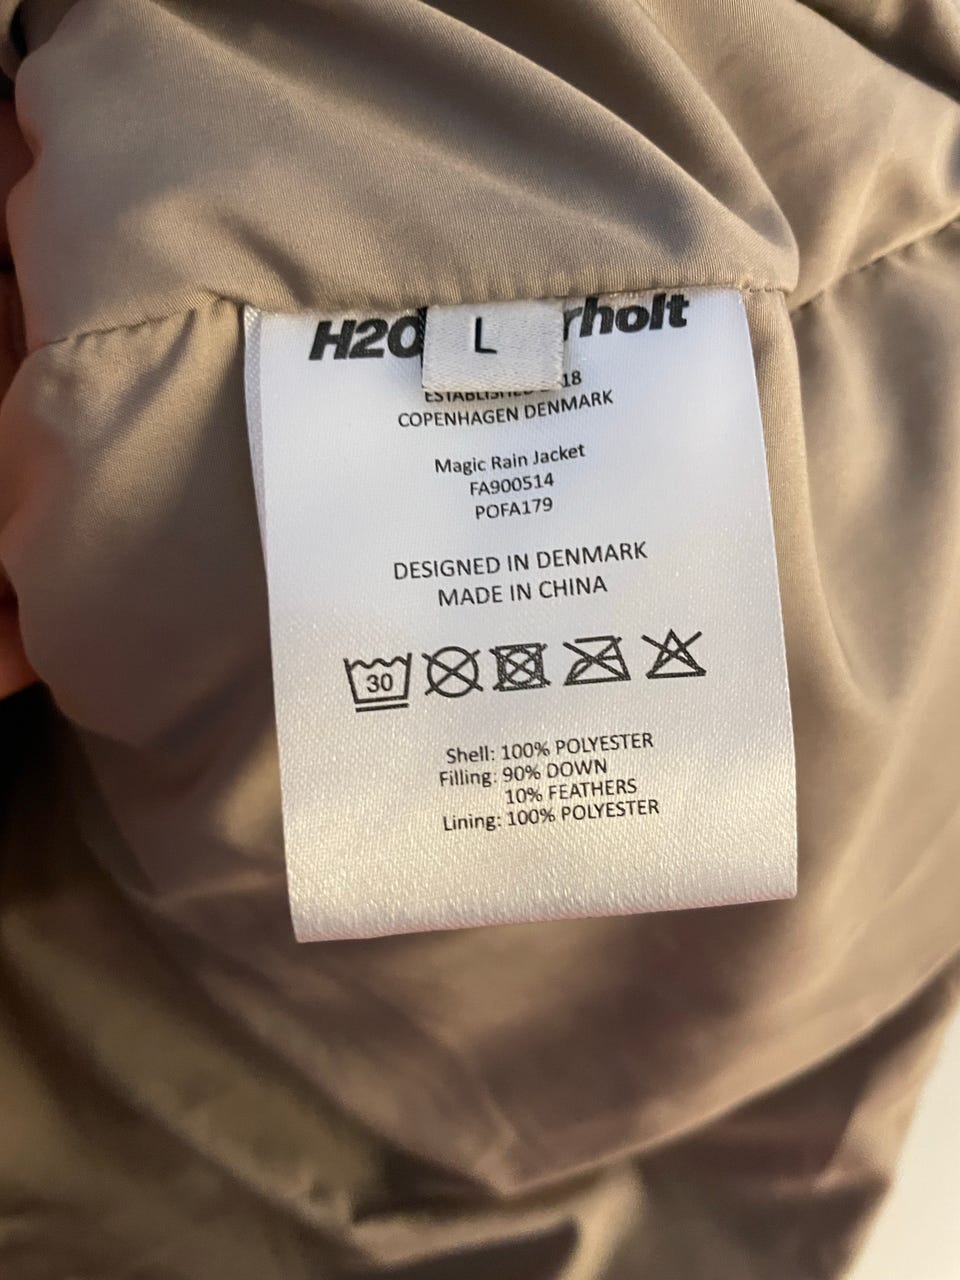 H2O rholt
L
18
COPENHAGEN DENMARK
Magic Rain Jacket
FA900514
POFA179
DESIGNED IN DENMARK
MADE IN CHINA
30
Shell: 100% POLYESTER
Filling: 90% DOWN
10% FEATHERS
Lining: 100% POLYESTER